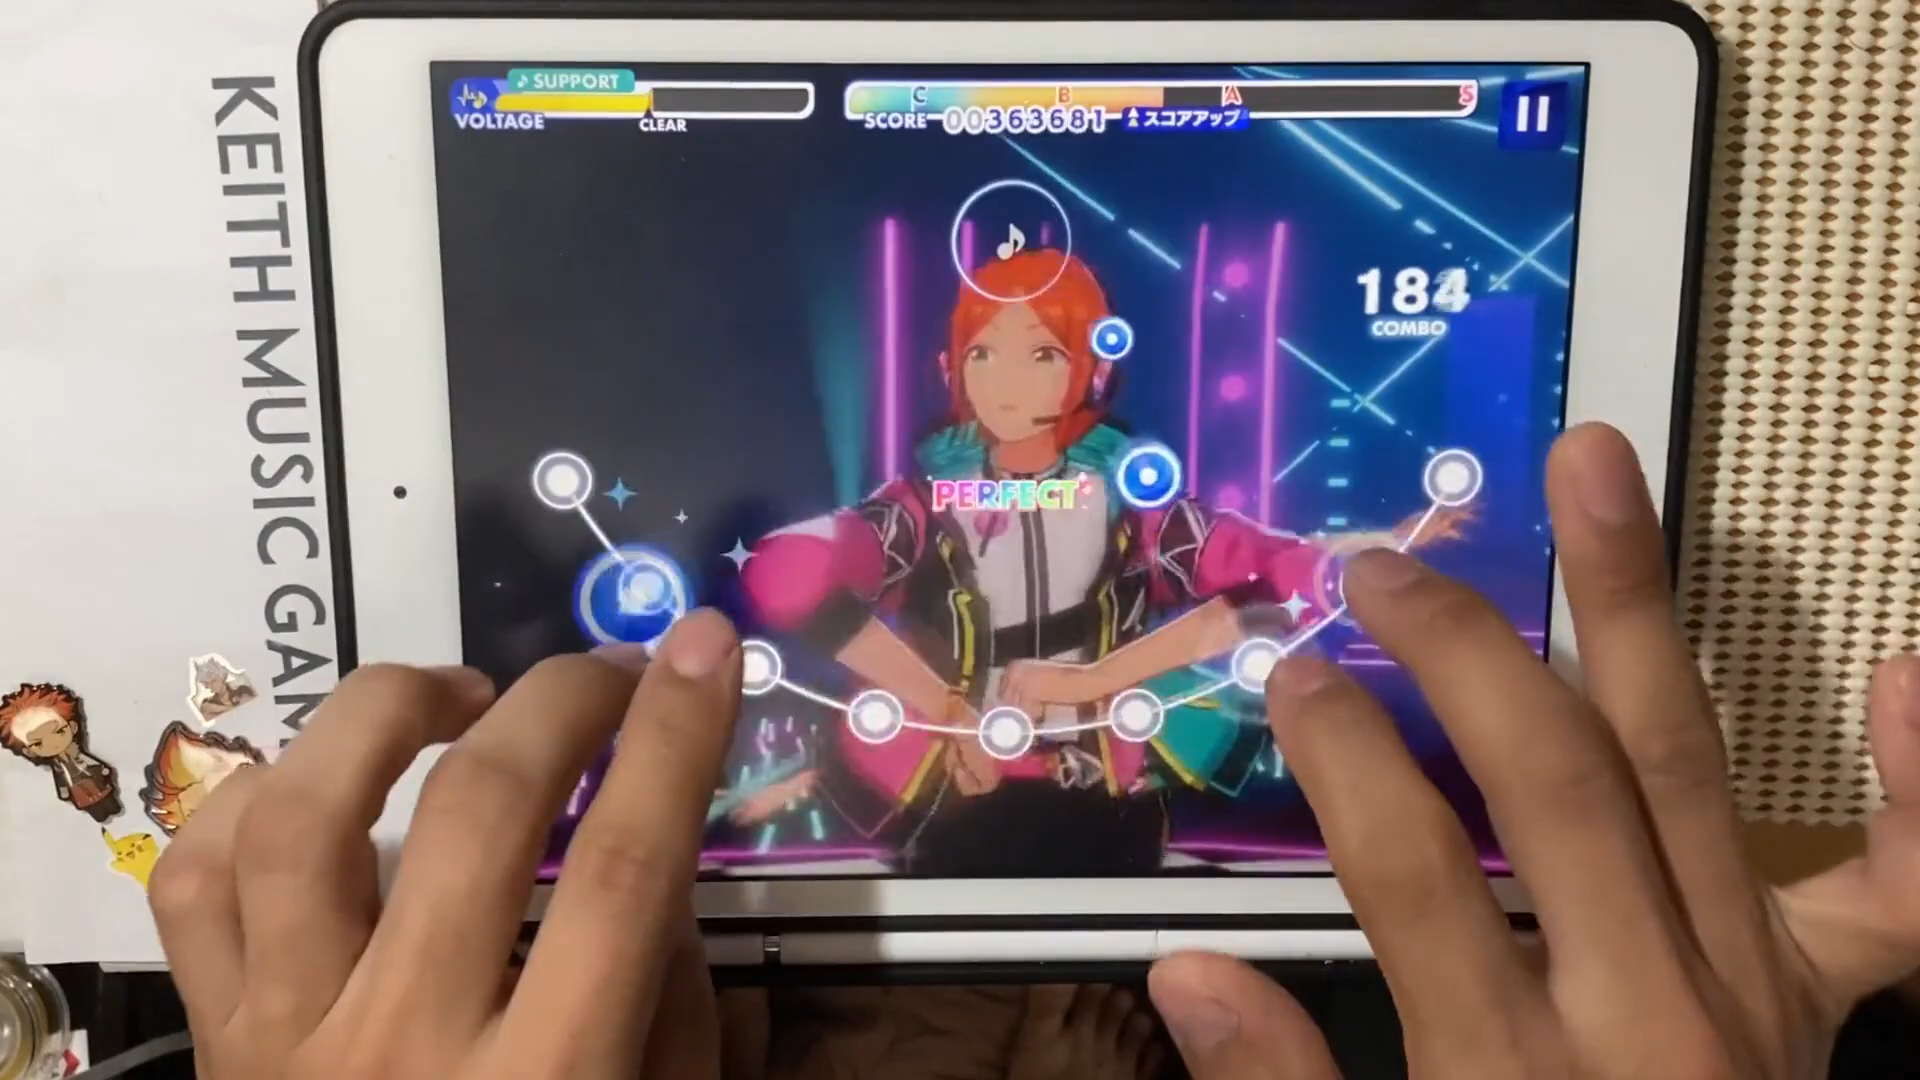 KEITH MUSIC GAM
SUPPORT
VOLTAGE
CLEAR
C
B
A
S
SCORE 00363681
スコアアップ
184
COMBO
PERFECT